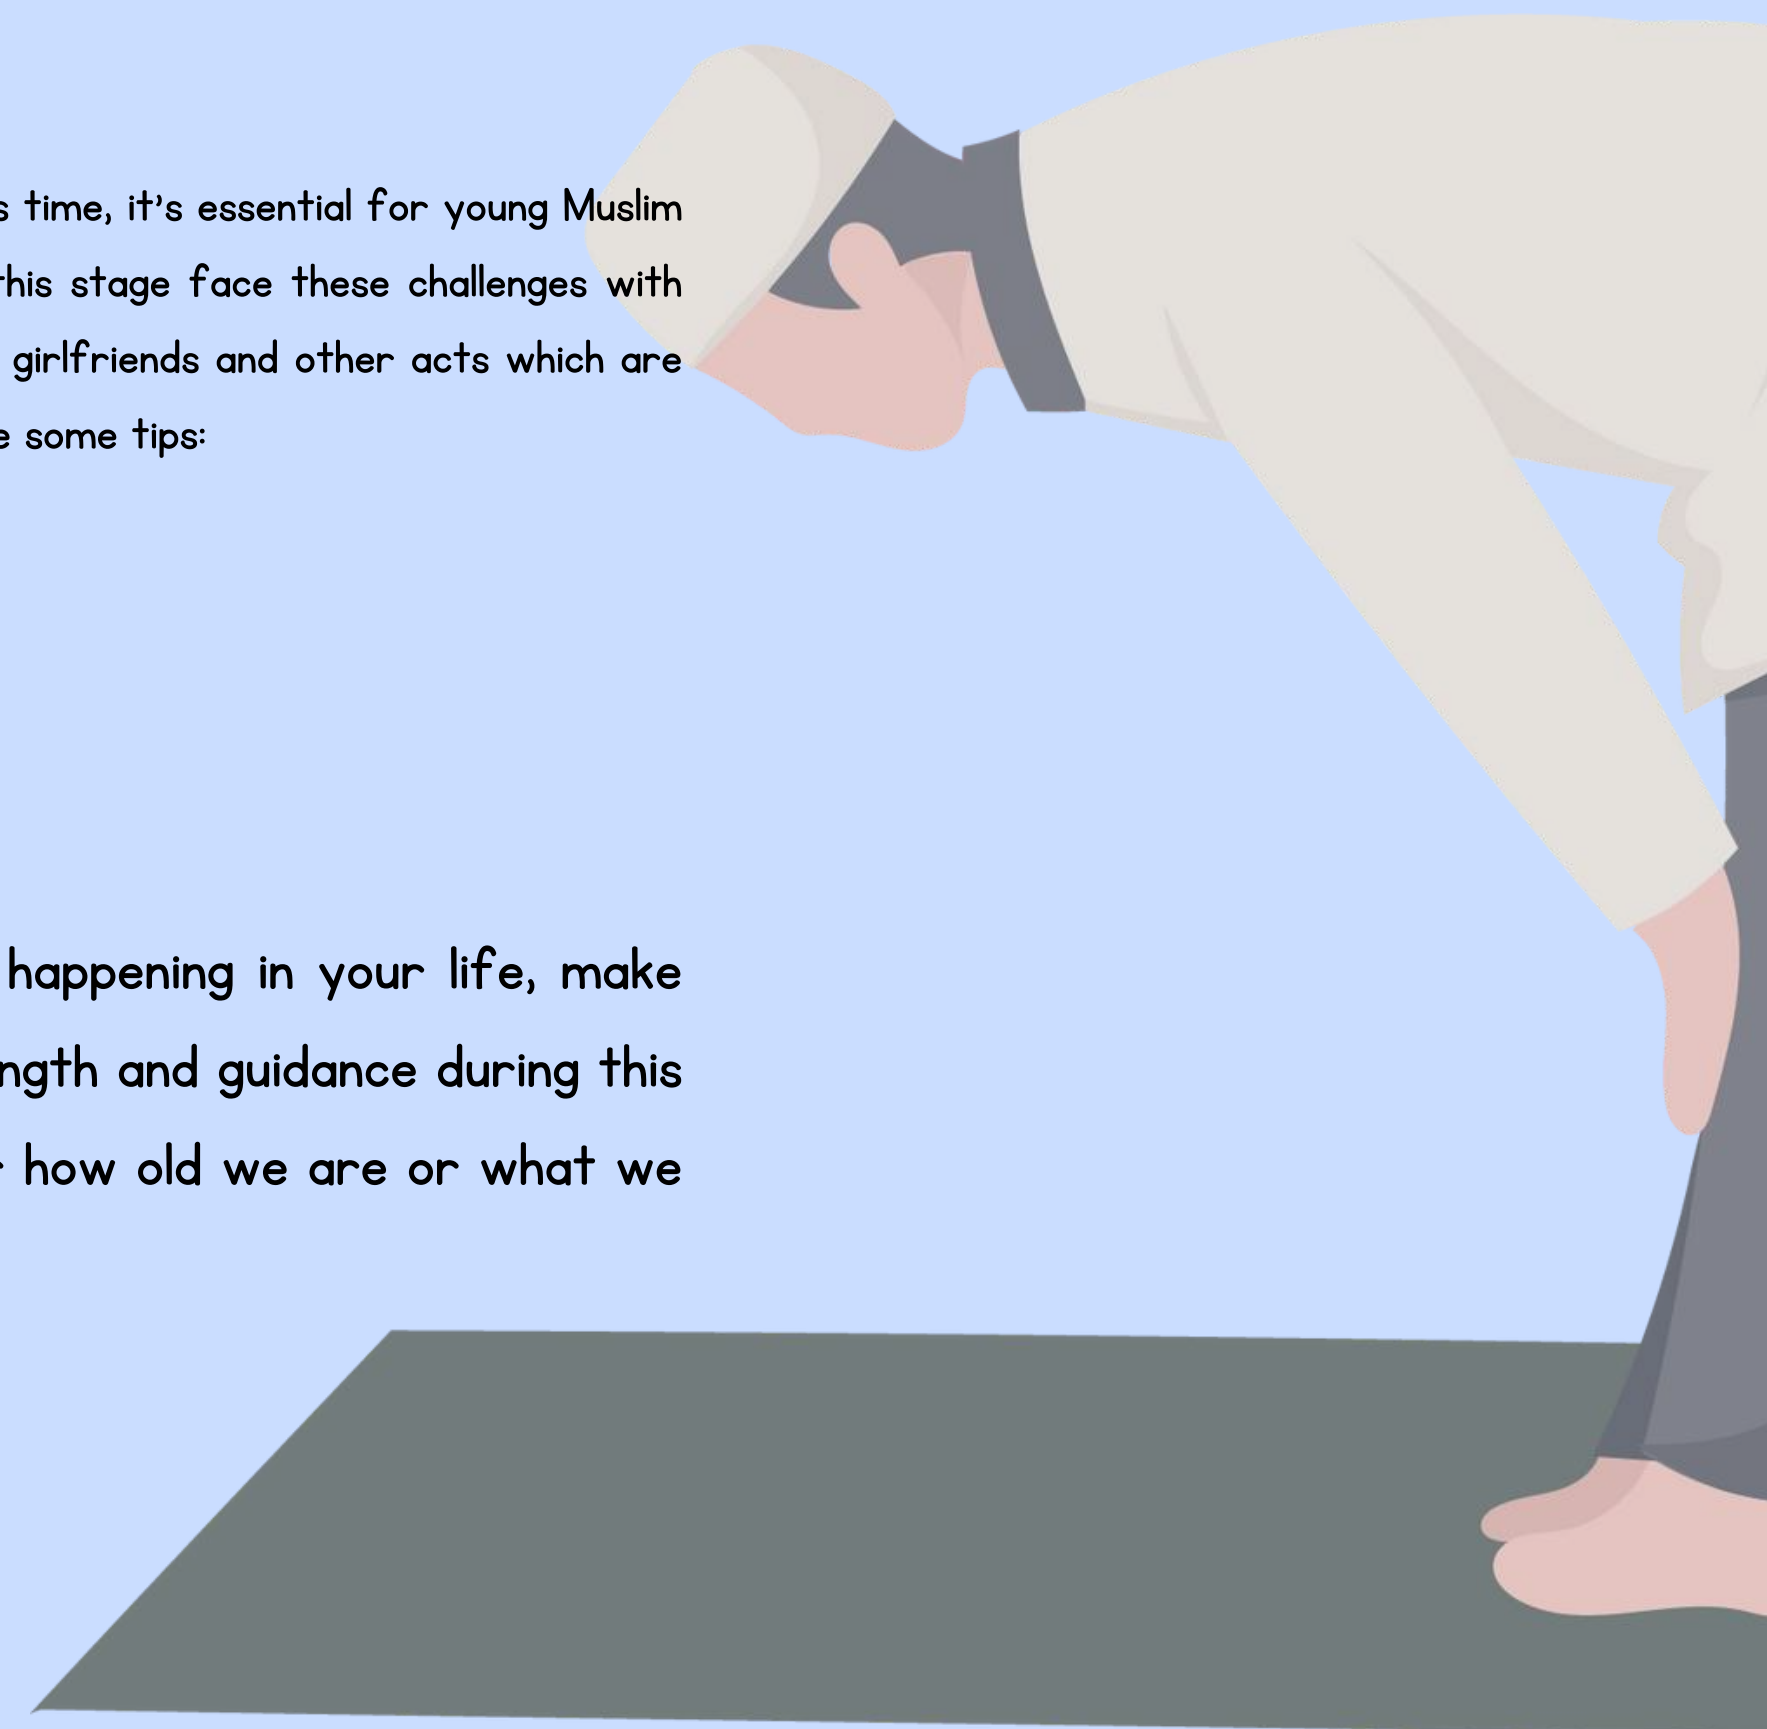 time, it's essential for young Muslim
this stage face these challenges with
girlfriends and other acts which are
some tips:
happening in your life, make
and guidance during this
how old we are or what we